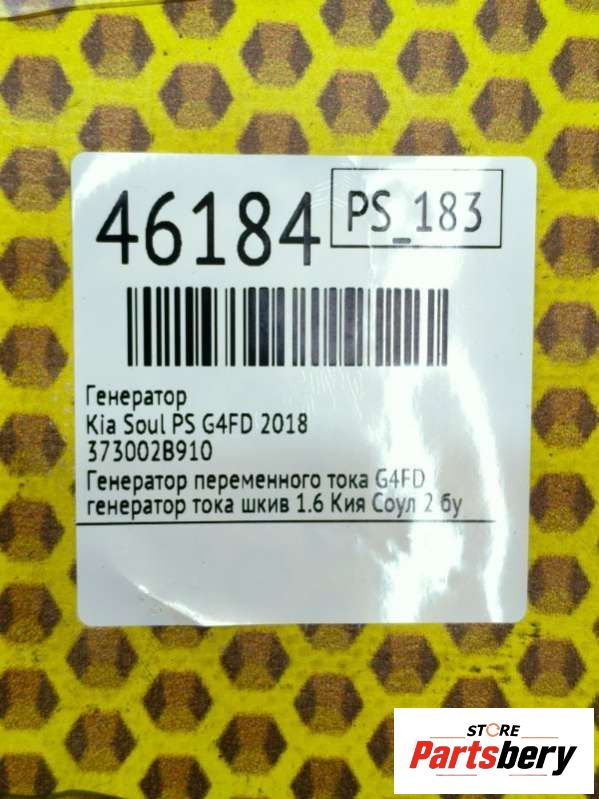 46184
PS_183
Генератор
Kia Soul PS G4FD 2018
373002B910
Генератор переменного тока G4FD
генератор тока шкив 1.6 Кия Соул 2 бу
STORE
Partsbery